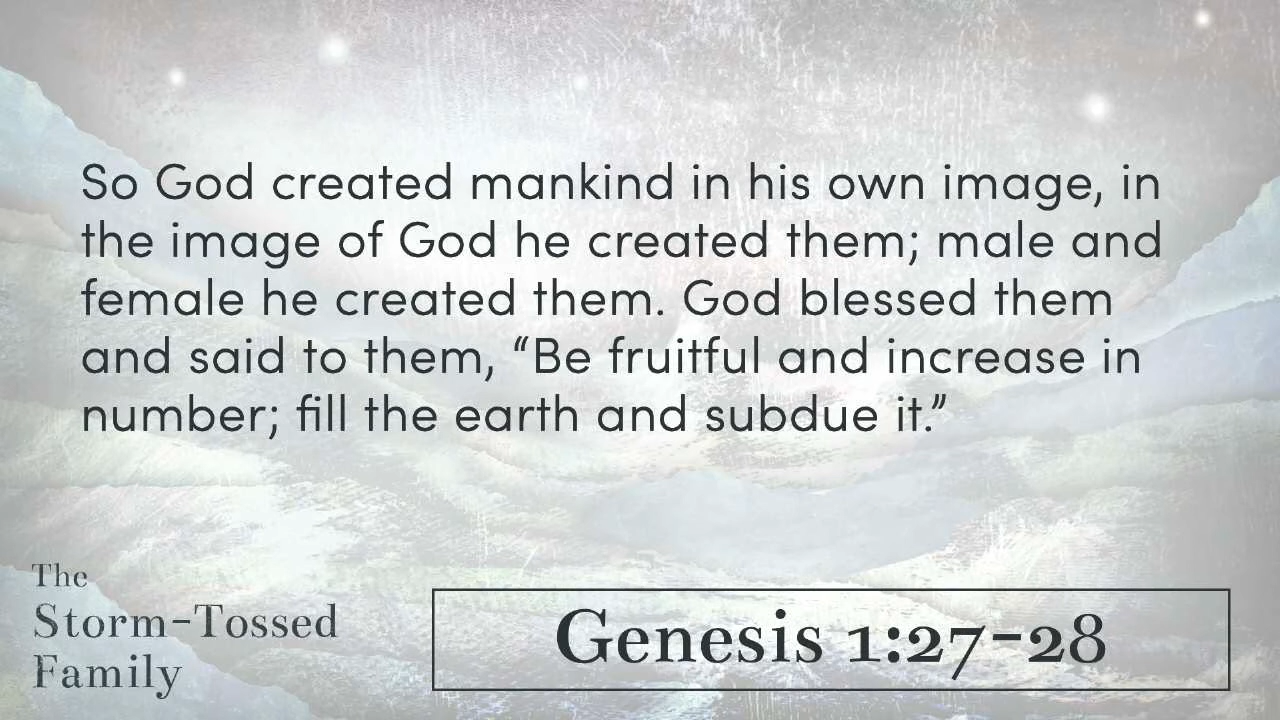 So God created mankind in his own image, in
the image of God he created them; male and
female he created them. God blessed them
and said to them, “Be fruitful and increase in
number; fill the earth and subdue it.”
The
Storm-Tossed
Family
Genesis 1:27-28